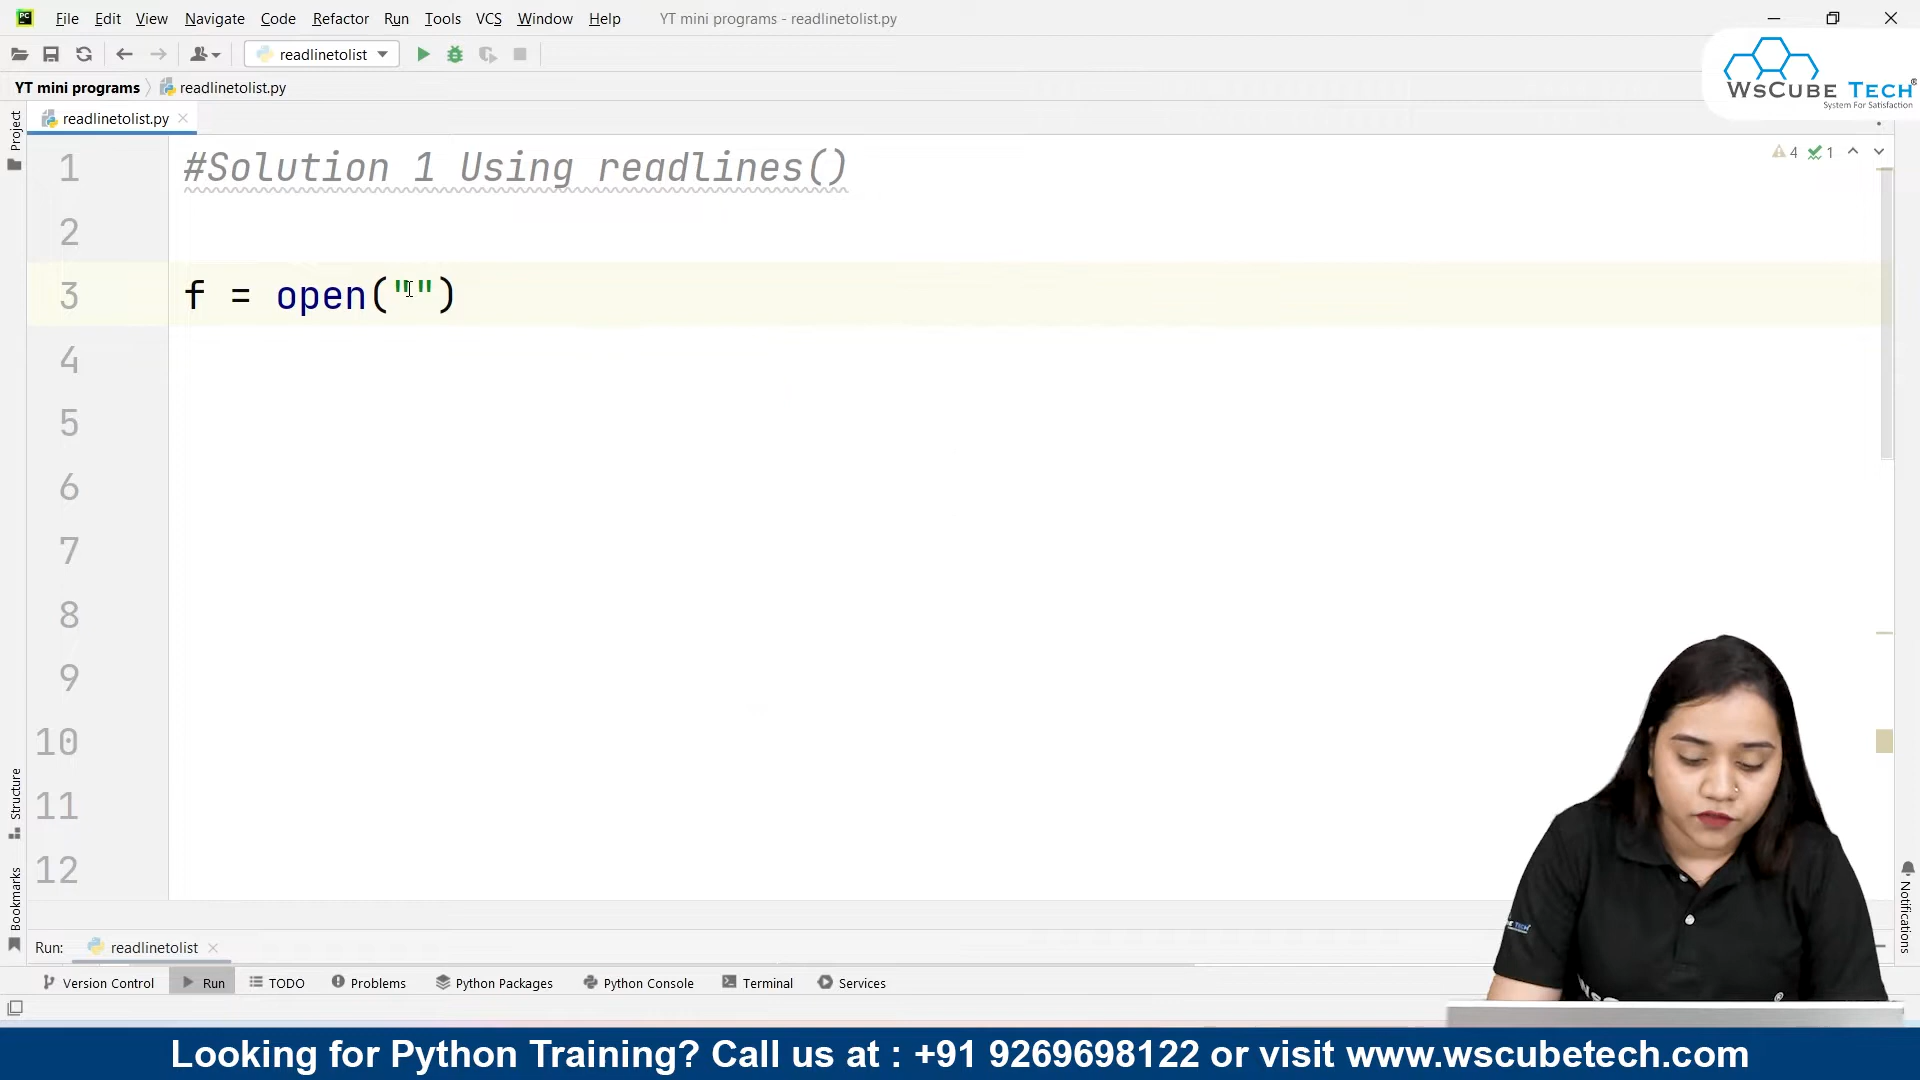 File Edit View Navigate Code Refactor Run Tools VCS Window Help YT mini programs - readlinetolist.py
readlinetolist
WsCube Tech®
System For Satisfaction
YT mini programs readlinetolist.py
Project
readlinetolist.py
4 1
1 #Solution 1 Using readlines()
2
3 f = open("")
4
5
6
7
8
9
10
11
12
Structure
Bookmarks
Notifications
Run: readlinetolist
Version Control Run TODO Problems Python Packages Python Console Terminal Services
Looking for Python Training? Call us at : +91 9269698122 or visit www.wscubetech.com